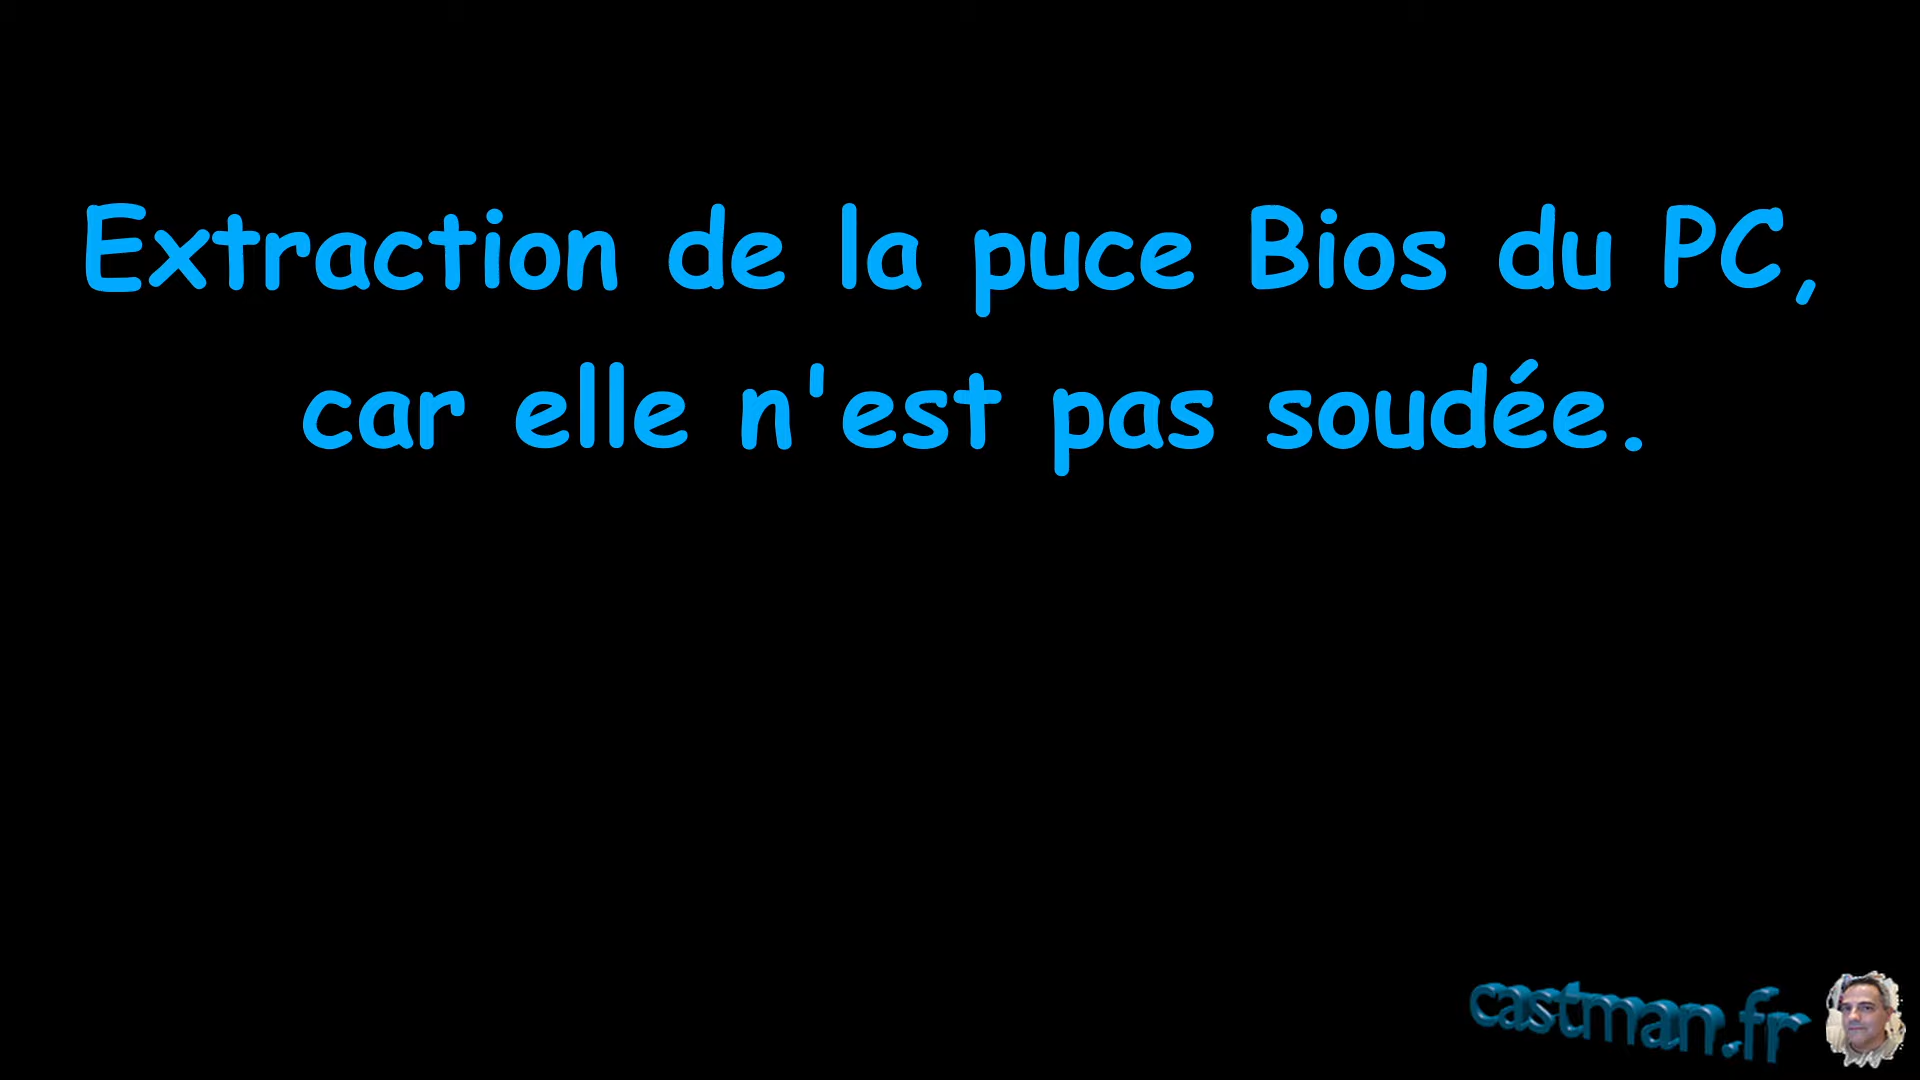 Extraction de la puce Bios du PC,
car elle n'est pas soudée.
castman.fr